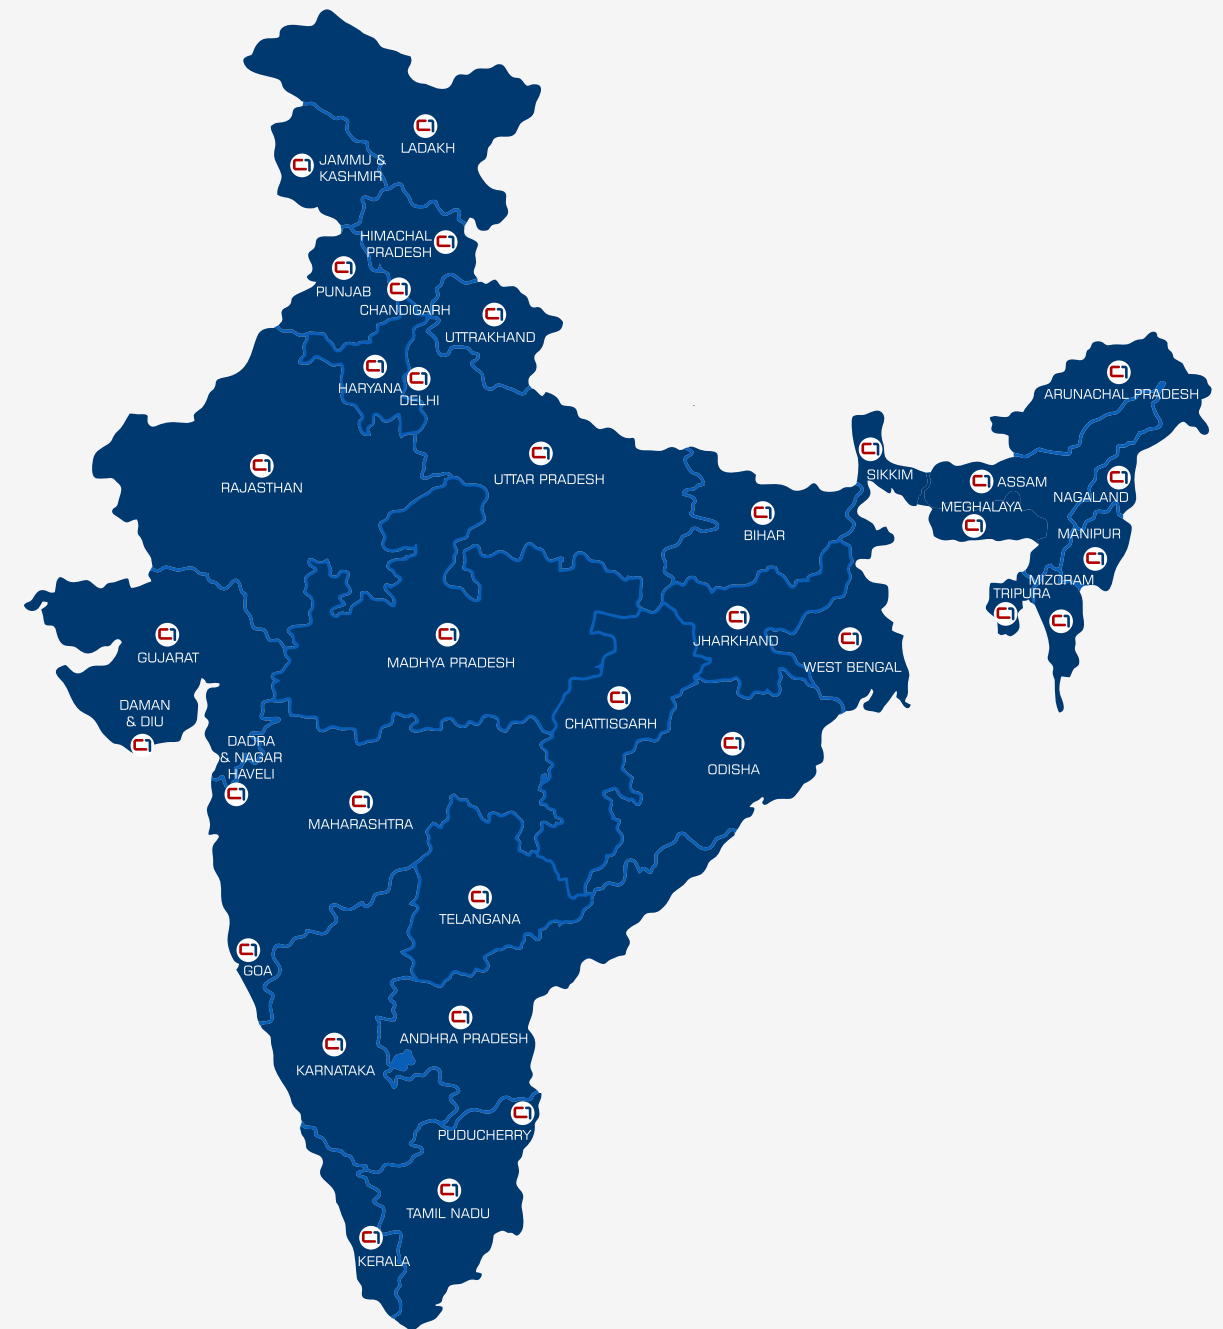 LADAKH
JAMMU &
KASHMIR
HIMACHAL
PRADESH
PUNJAB
CHANDIGARH
UTTRAKHAND
HARYANA
DELHI
ARUNACHAL PRADESH
RAJASTHAN
UTTAR PRADESH
SIKKIM
ASSAM
NAGALAND
MEGHALAYA
BIHAR
MANIPUR
MIZORAM
TRIPURA
GUJARAT
MADHYA PRADESH
JHARKHAND
WEST BENGAL
DAMAN
& DIU
CHATTISGARH
DADRA
& NAGAR
HAVELI
ODISHA
MAHARASHTRA
TELANGANA
GOA
ANDHRA PRADESH
KARNATAKA
PUDUCHERRY
TAMIL NADU
KERALA